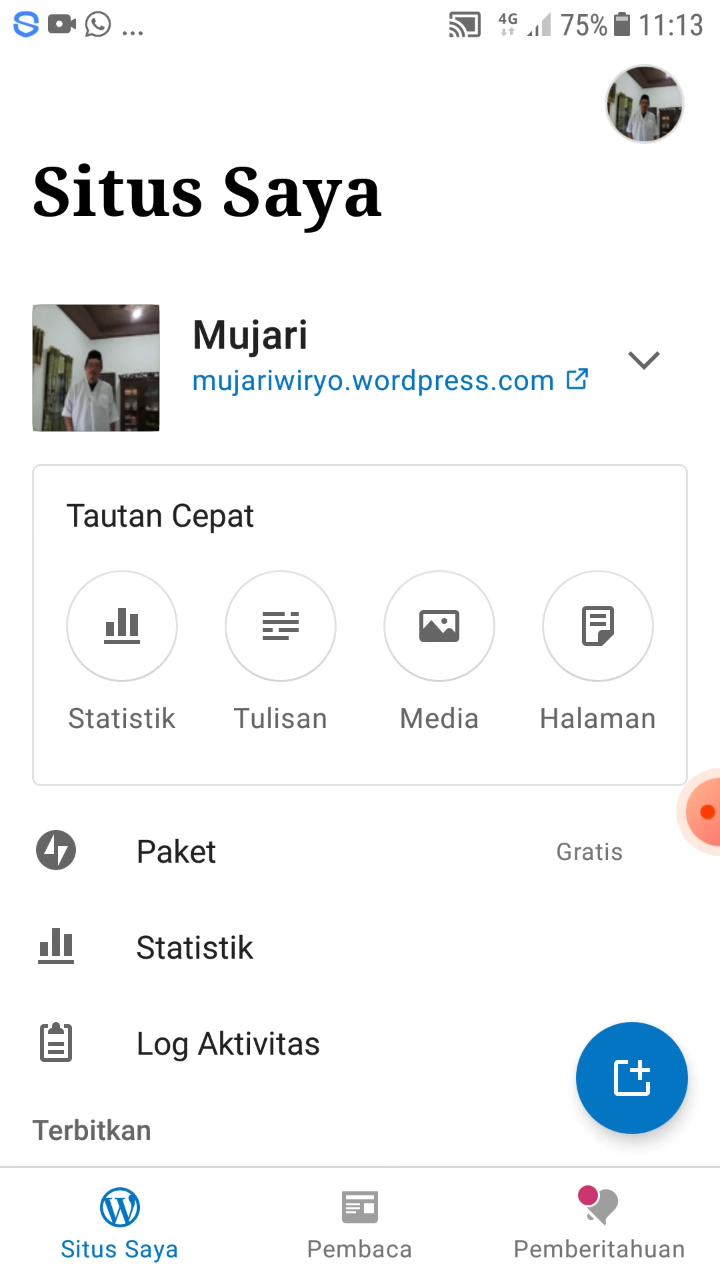 ... 4G 75% 11:13
Situs Saya
Mujari
mujariwiryo.wordpress.com
Tautan Cepat
Statistik Tulisan Media Halaman
Paket Gratis
Statistik
Log Aktivitas
Terbitkan
Situs Saya Pembaca Pemberitahuan